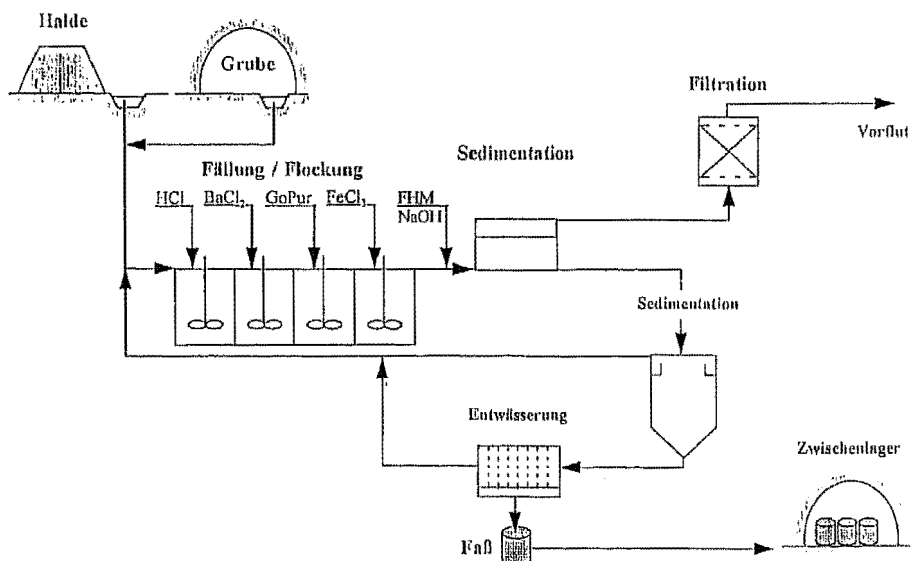 Halde
Grube
Filtration
Vorflut
Sedimentation
Fällung / Flockung
HCl
BaCl₂
GoPur
FeCl₃
FHM
NaOH
Sedimentation
Entwässerung
Zwischenlager
Faß